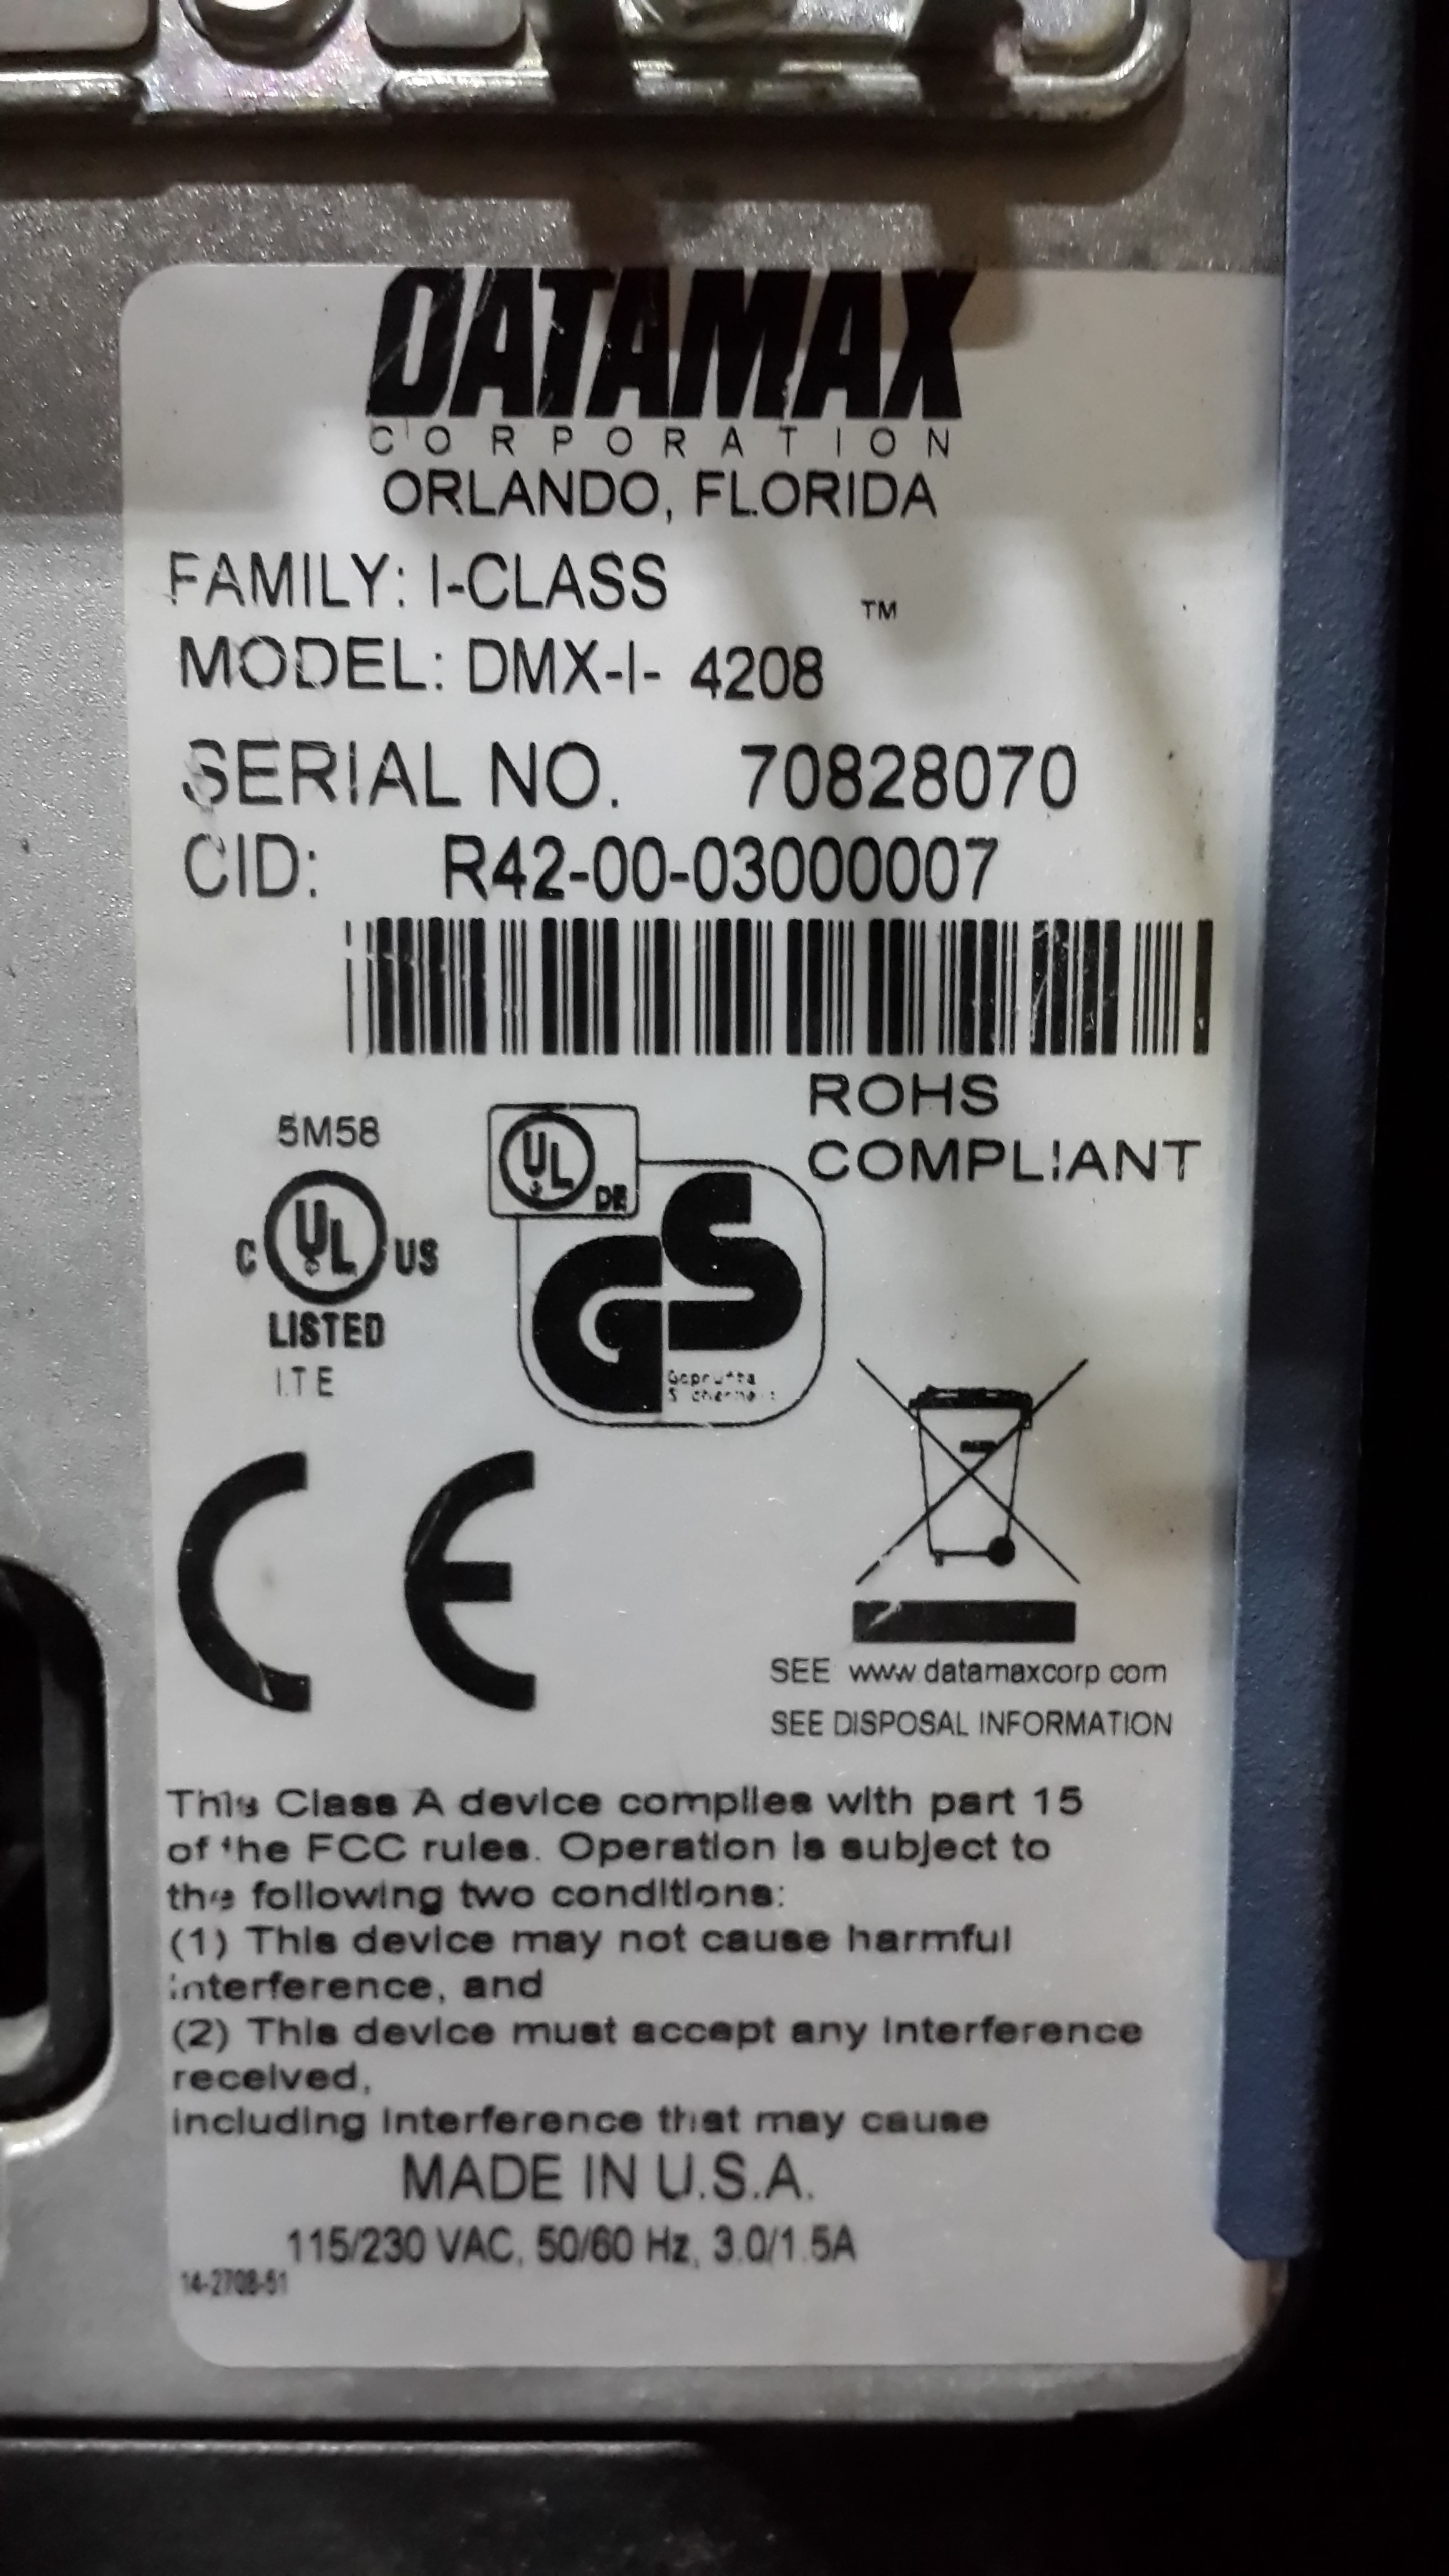 DATAMAX
CORPORATION
ORLANDO, FLORIDA
FAMILY: I-CLASS
TM
MODEL: DMX-I- 4208
SERIAL NO. 70828070
CID: R42-00-03000007
ROHS
COMPLIANT
5M58
C UL US
LISTED
I.T.E
UL DE
GS
CE
SEE www datamaxcorp com
SEE DISPOSAL INFORMATION
This Class A device complies with part 15
of the FCC rules. Operation is subject to
the following two conditions:
(1) This device may not cause harmful
interference, and
(2) This device must accept any interference
received,
including interference that may cause
MADE IN U.S.A.
115/230 VAC, 50/60 Hz, 3.0/1.5A
14-2708-51